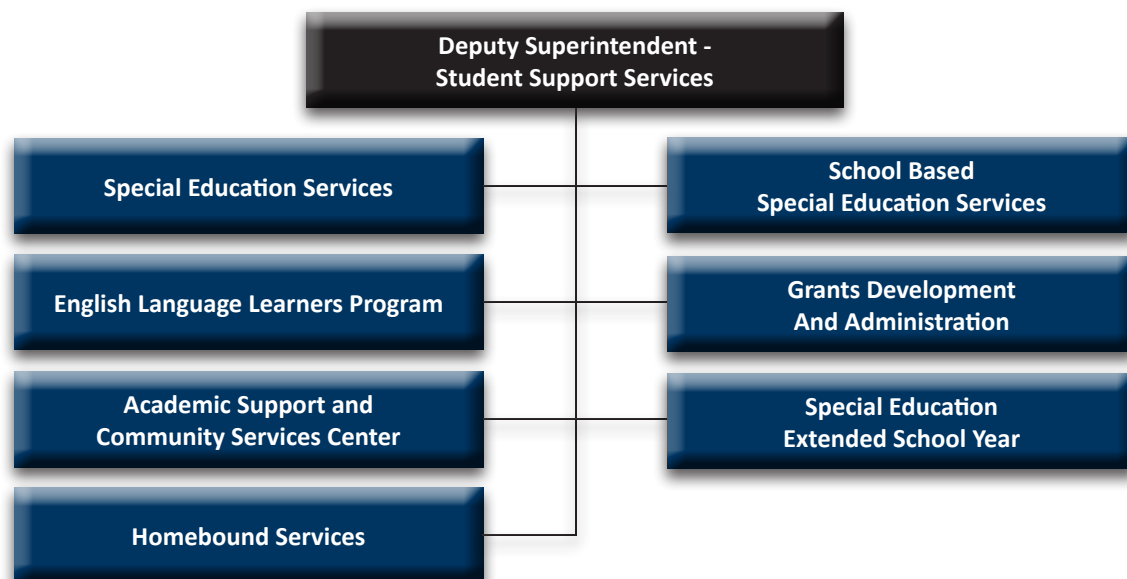 Deputy Superintendent -
Student Support Services
Special Education Services
School Based
Special Education Services
English Language Learners Program
Grants Development
And Administration
Academic Support and
Community Services Center
Special Education
Extended School Year
Homebound Services